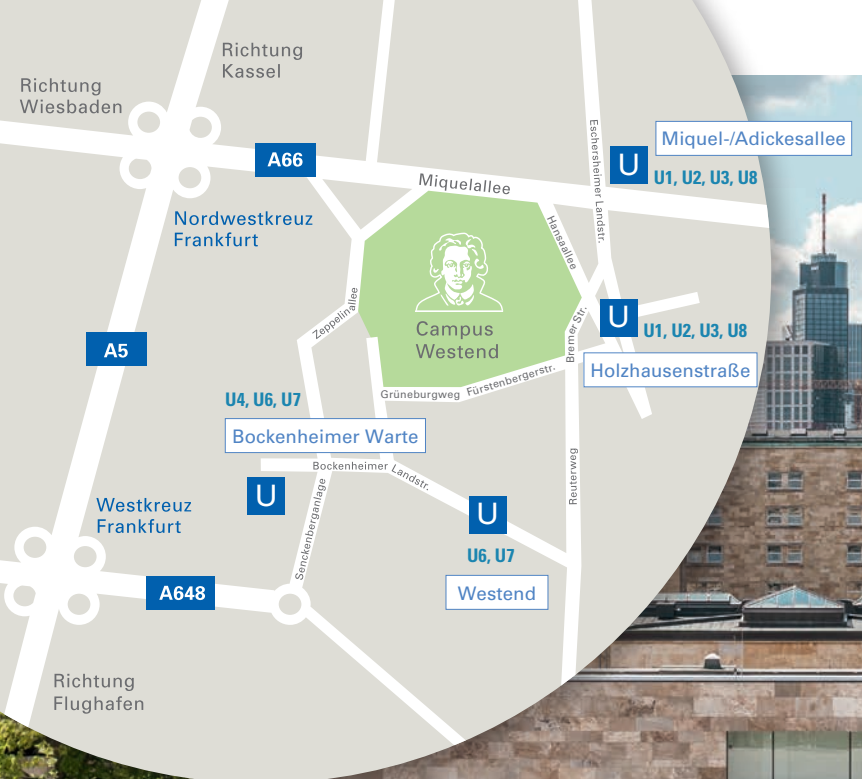 Richtung
Kassel
Richtung
Wiesbaden
A66
Miquelallee
Eschersheimer Landstr.
Miquel-/Adickesallee
U
U1, U2, U3, U8
Nordwestkreuz
Frankfurt
Hansaallee
Campus
Westend
Zeppelinallee
Bremer Str.
U
U1, U2, U3, U8
Holzhausenstraße
A5
Grüneburgweg
Fürstenbergerstr.
U4, U6, U7
Bockenheimer Warte
Bockenheimer Landstr.
U
Senckenberganlage
Reuterweg
U
U6, U7
Westend
Westkreuz
Frankfurt
A648
Richtung
Flughafen